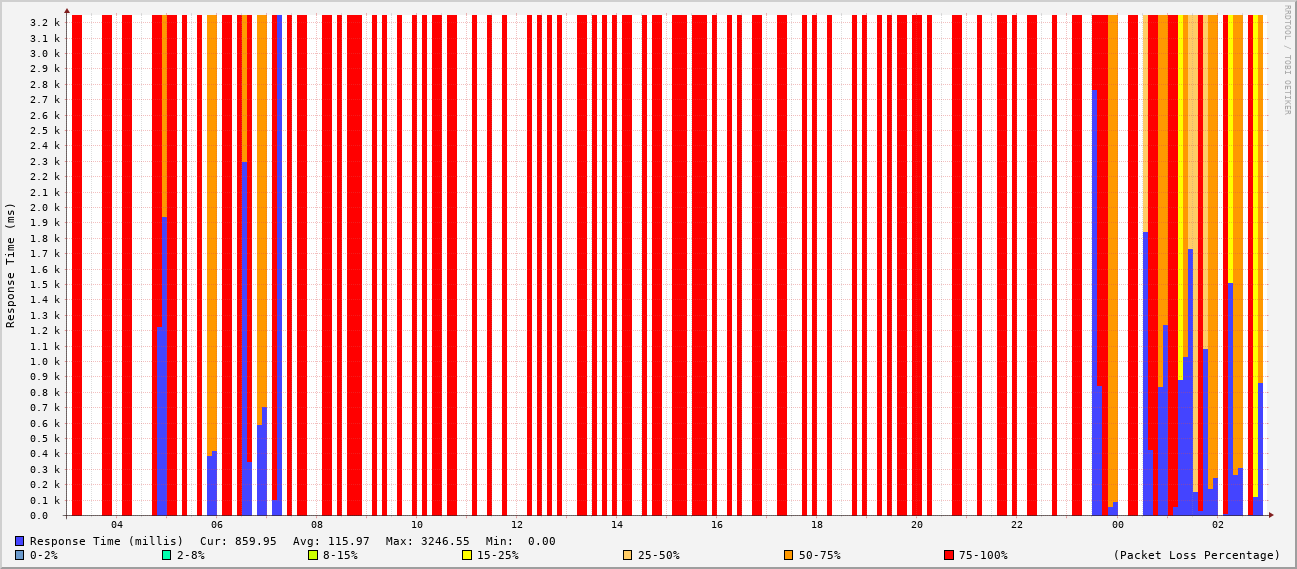 RRDTOOL / TOBI OETIKER
Response Time (ms)
3.2 k
3.1 k
3.0 k
2.9 k
2.8 k
2.7 k
2.6 k
2.5 k
2.4 k
2.3 k
2.2 k
2.1 k
2.0 k
1.9 k
1.8 k
1.7 k
1.6 k
1.5 k
1.4 k
1.3 k
1.2 k
1.1 k
1.0 k
0.9 k
0.8 k
0.7 k
0.6 k
0.5 k
0.4 k
0.3 k
0.2 k
0.1 k
0.0
04 06 08 10 12 14 16 18 20 22 00 02
Response Time (millis) Cur: 859.95 Avg: 115.97 Max: 3246.55 Min: 0.00
0-2% 2-8% 8-15% 15-25% 25-50% 50-75% 75-100% (Packet Loss Percentage)